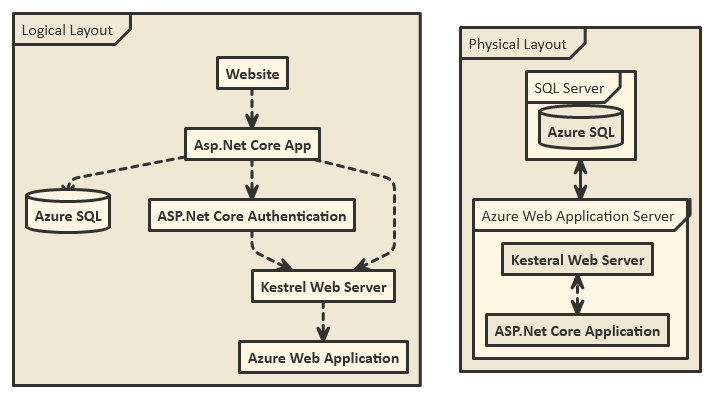 Logical Layout
Website
Asp.Net Core App
Azure SQL
ASP.Net Core Authentication
Kestrel Web Server
Azure Web Application
Physical Layout
SQL Server
Azure SQL
Azure Web Application Server
Kesteral Web Server
ASP.Net Core Application